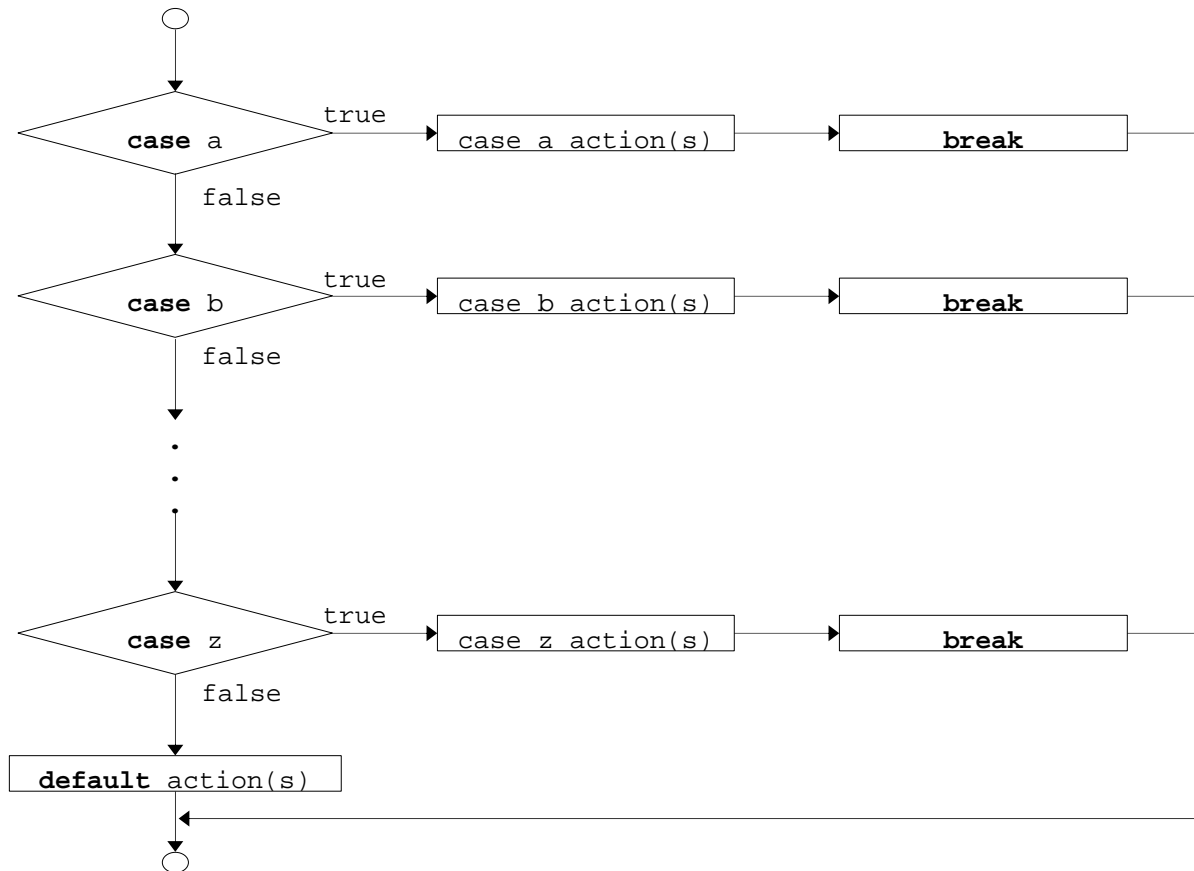 true
case a
case a action(s)
break
false
true
case b
case b action(s)
break
false
.
.
.
true
case z
case z action(s)
break
false
default action(s)